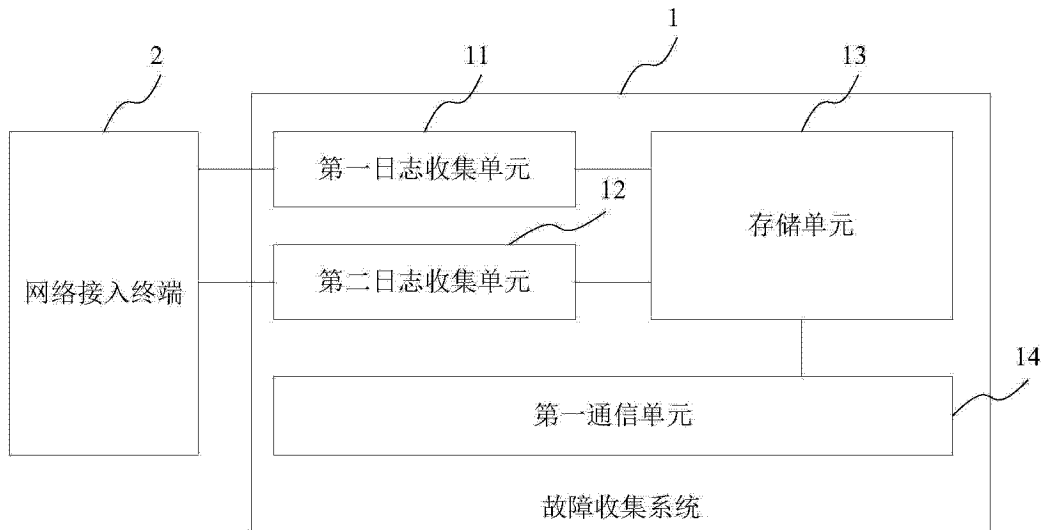 1
2
11
13
第一日志收集单元
12
存储单元
第二日志收集单元
网络接入终端
14
第一通信单元
故障收集系统